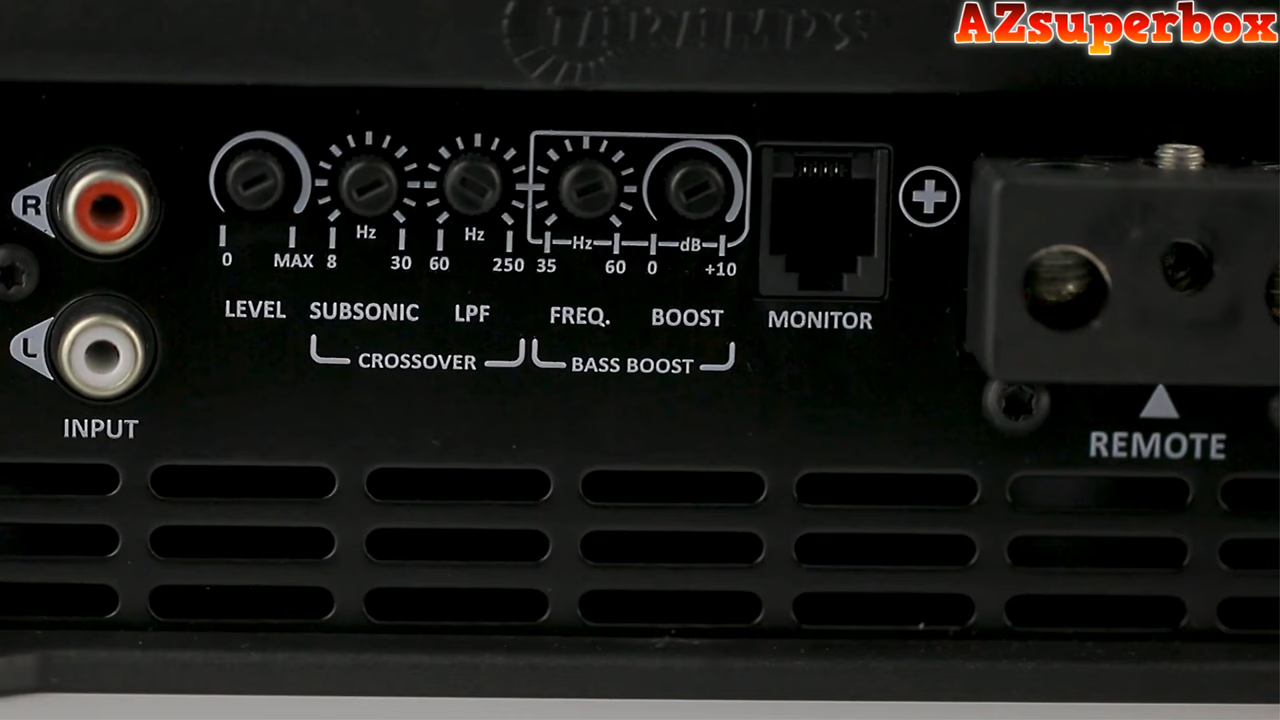 AZsuperbox
TARAMPS
R
L
INPUT
0 MAX
LEVEL
Hz
8 30
SUBSONIC
Hz
60 250
LPF
CROSSOVER
Hz
35 60
FREQ.
dB
0 +10
BOOST
BASS BOOST
MONITOR
REMOTE